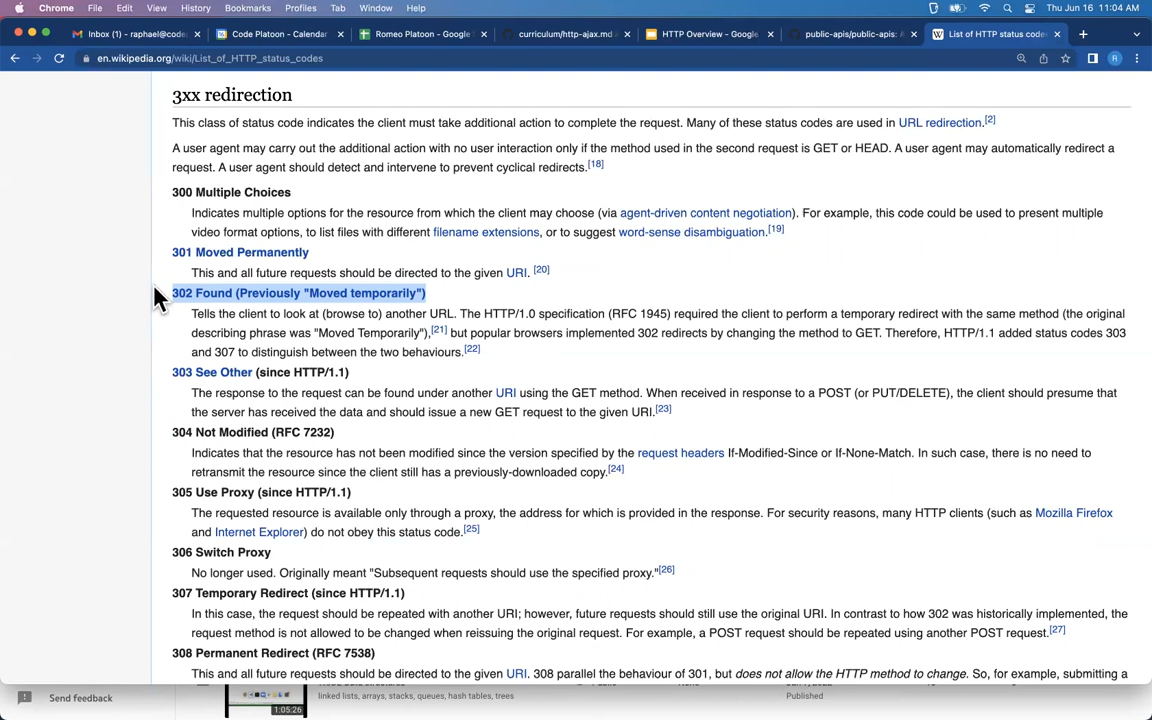 Chrome File Edit View History Bookmarks Profiles Tab Window Help Thu Jun 16 11:04 AM
Inbox (1) - raphael@code Code Platoon - Calendar Romeo Platoon - Google curriculum/http-ajax.md HTTP Overview - Google public-apis/public-apis: List of HTTP status code
en.wikipedia.org/wiki/List_of_HTTP_status_codes R
3xx redirection
This class of status code indicates the client must take additional action to complete the request. Many of these status codes are used in URL redirection.[2]
A user agent may carry out the additional action with no user interaction only if the method used in the second request is GET or HEAD. A user agent may automatically redirect a
request. A user agent should detect and intervene to prevent cyclical redirects.[18]
300 Multiple Choices
Indicates multiple options for the resource from which the client may choose (via agent-driven content negotiation). For example, this code could be used to present multiple
video format options, to list files with different filename extensions, or to suggest word-sense disambiguation.[19]
301 Moved Permanently
This and all future requests should be directed to the given URI. [20]
302 Found (Previously "Moved temporarily")
Tells the client to look at (browse to) another URL. The HTTP/1.0 specification (RFC 1945) required the client to perform a temporary redirect with the same method (the original
describing phrase was "Moved Temporarily"),[21] but popular browsers implemented 302 redirects by changing the method to GET. Therefore, HTTP/1.1 added status codes 303
and 307 to distinguish between the two behaviours.[22]
303 See Other (since HTTP/1.1)
The response to the request can be found under another URI using the GET method. When received in response to a POST (or PUT/DELETE), the client should presume that
the server has received the data and should issue a new GET request to the given URI.[23]
304 Not Modified (RFC 7232)
Indicates that the resource has not been modified since the version specified by the request headers If-Modified-Since or If-None-Match. In such case, there is no need to
retransmit the resource since the client still has a previously-downloaded copy.[24]
305 Use Proxy (since HTTP/1.1)
The requested resource is available only through a proxy, the address for which is provided in the response. For security reasons, many HTTP clients (such as Mozilla Firefox
and Internet Explorer) do not obey this status code.[25]
306 Switch Proxy
No longer used. Originally meant "Subsequent requests should use the specified proxy."[26]
307 Temporary Redirect (since HTTP/1.1)
In this case, the request should be repeated with another URI; however, future requests should still use the original URI. In contrast to how 302 was historically implemented, the
request method is not allowed to be changed when reissuing the original request. For example, a POST request should be repeated using another POST request.[27]
308 Permanent Redirect (RFC 7538)
This and all future requests should be directed to the given URI. 308 parallel the behaviour of 301, but does not allow the HTTP method to change. So, for example, submitting a
Send feedback linked lists, arrays, stacks, queues, hash tables, trees Published
1:05:26